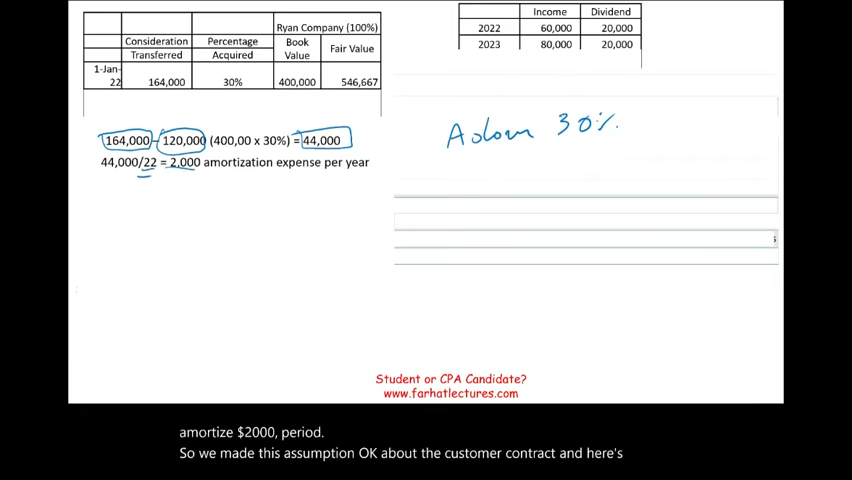 Ryan Company (100%)
Consideration Percentage Book Fair Value
Transferred Acquired Value
1-Jan-
22 164,000 30% 400,000 546,667
Income Dividend
2022 60,000 20,000
2023 80,000 20,000
164,000 – 120,000 (400,00 x 30%) = 44,000
44,000/22 = 2,000 amortization expense per year
Adam 30%
Student or CPA Candidate?
www.farhatlectures.com
amortize $2000, period.
So we made this assumption OK about the customer contract and here's